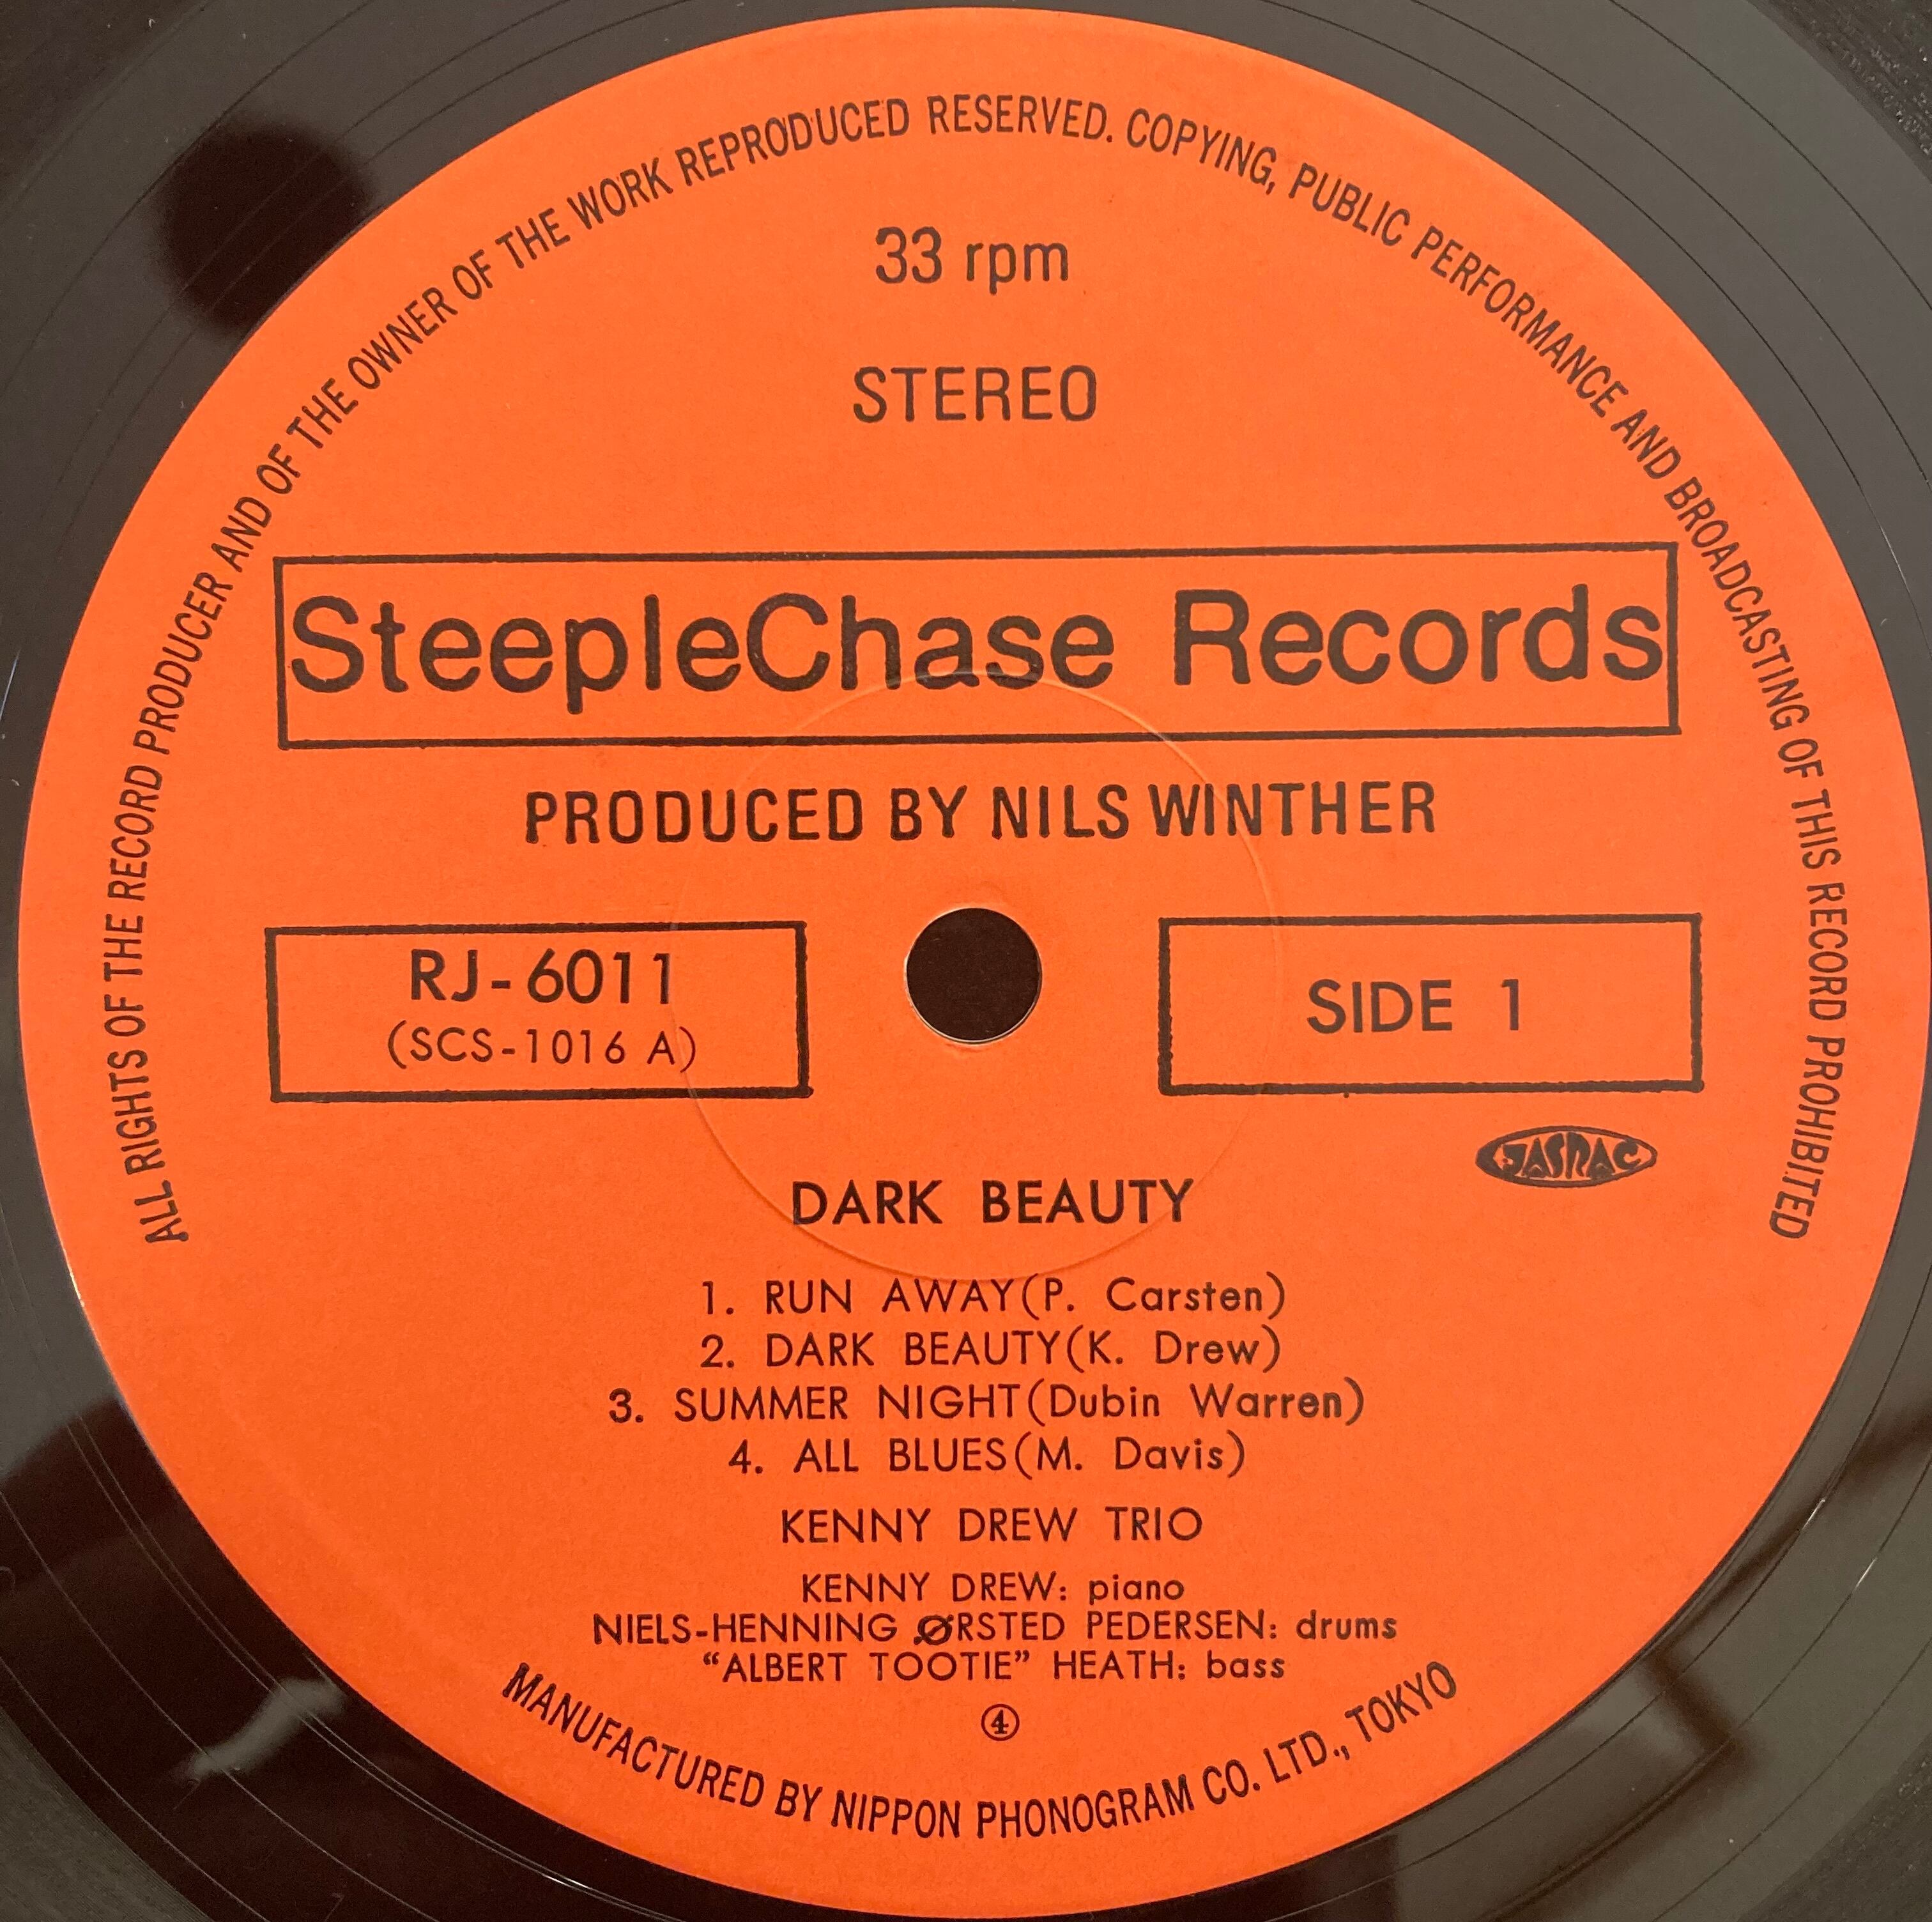 ALL RIGHTS OF THE RECORD PRODUCER AND OF THE OWNER OF THE WORK REPRODUCED RESERVED. COPYING, PUBLIC PERFORMANCE AND BROADCASTING OF THIS RECORD PROHIBITED
33 rpm
STEREO
SteepleChase Records
PRODUCED BY NILS WINTHER
RJ-6011
(SCS-1016 A)
SIDE 1
JASRAC
DARK BEAUTY
1. RUN AWAY(P. Carsten)
2. DARK BEAUTY(K. Drew)
3. SUMMER NIGHT(Dubin Warren)
4. ALL BLUES(M. Davis)
KENNY DREW TRIO
KENNY DREW: piano
NIELS-HENNING ØRSTED PEDERSEN: drums
“ALBERT TOOTIE” HEATH: bass
④
MANUFACTURED BY NIPPON PHONOGRAM CO. LTD., TOKYO